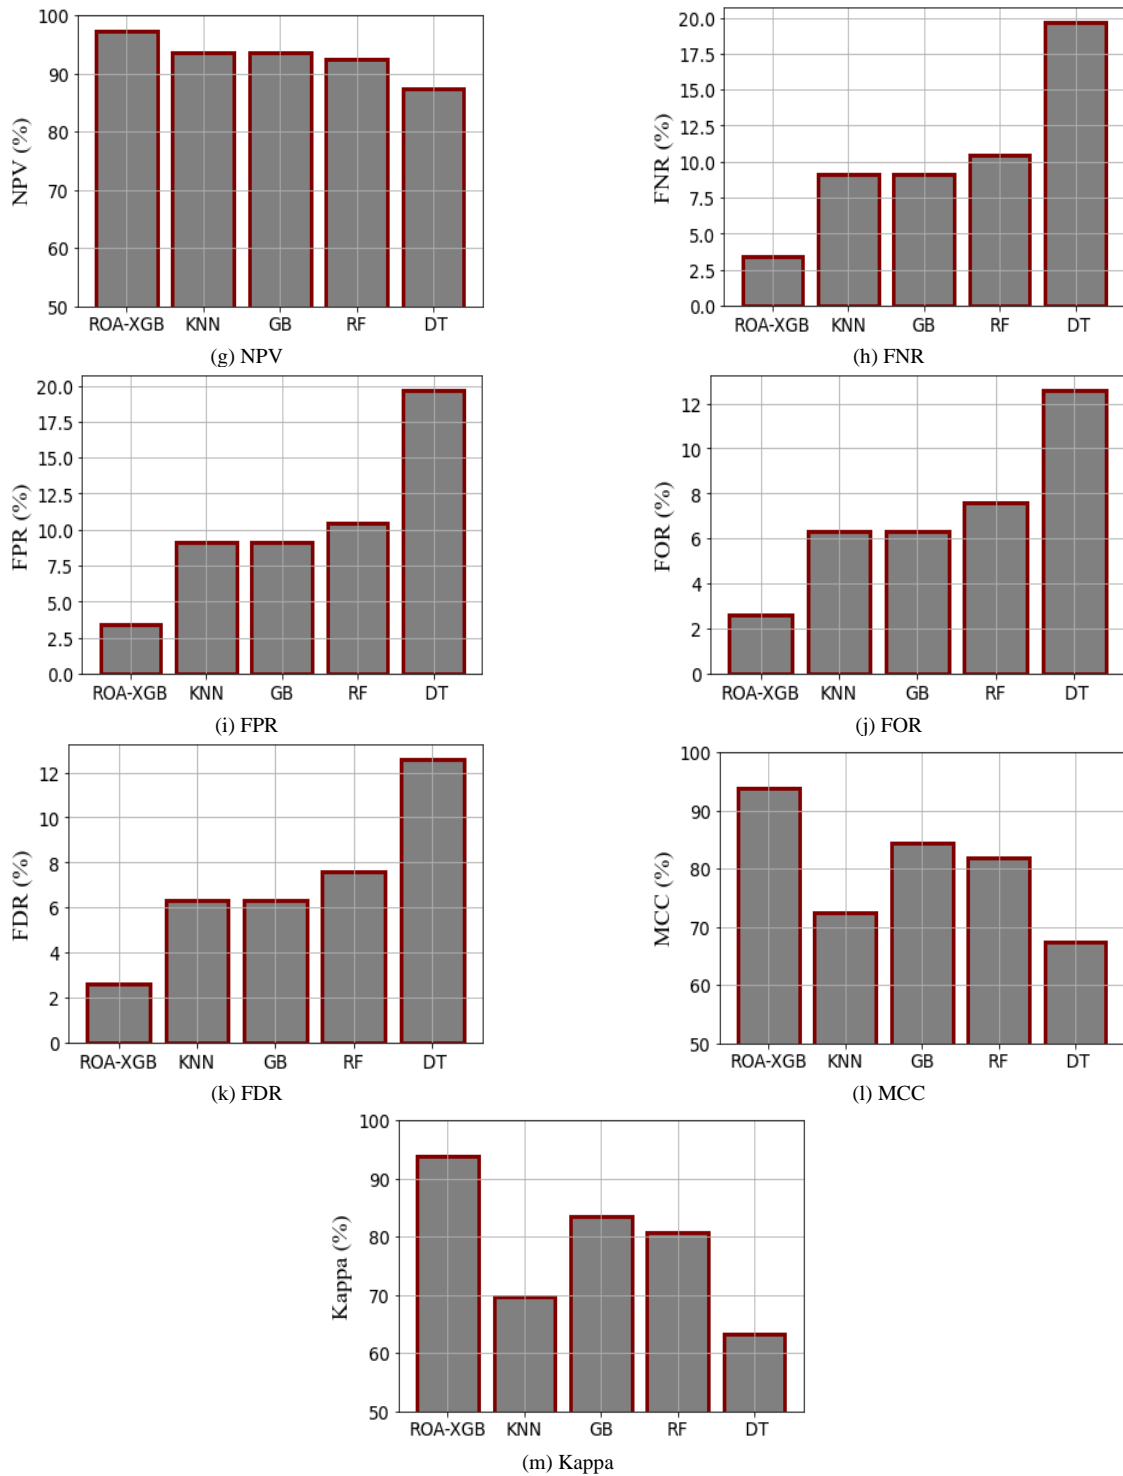 100
90
80
70
60
50
NPV (%)
ROA-XGB KNN GB RF DT
(g) NPV
20.0
17.5
15.0
12.5
10.0
7.5
5.0
2.5
0.0
FNR (%)
ROA-XGB KNN GB RF DT
(h) FNR
20.0
17.5
15.0
12.5
10.0
7.5
5.0
2.5
0.0
FPR (%)
ROA-XGB KNN GB RF DT
(i) FPR
12
10
8
6
4
2
0
FOR (%)
ROA-XGB KNN GB RF DT
(j) FOR
12
10
8
6
4
2
0
FDR (%)
ROA-XGB KNN GB RF DT
(k) FDR
100
90
80
70
60
50
MCC (%)
ROA-XGB KNN GB RF DT
(l) MCC
100
90
80
70
60
50
Kappa (%)
ROA-XGB KNN GB RF DT
(m) Kappa